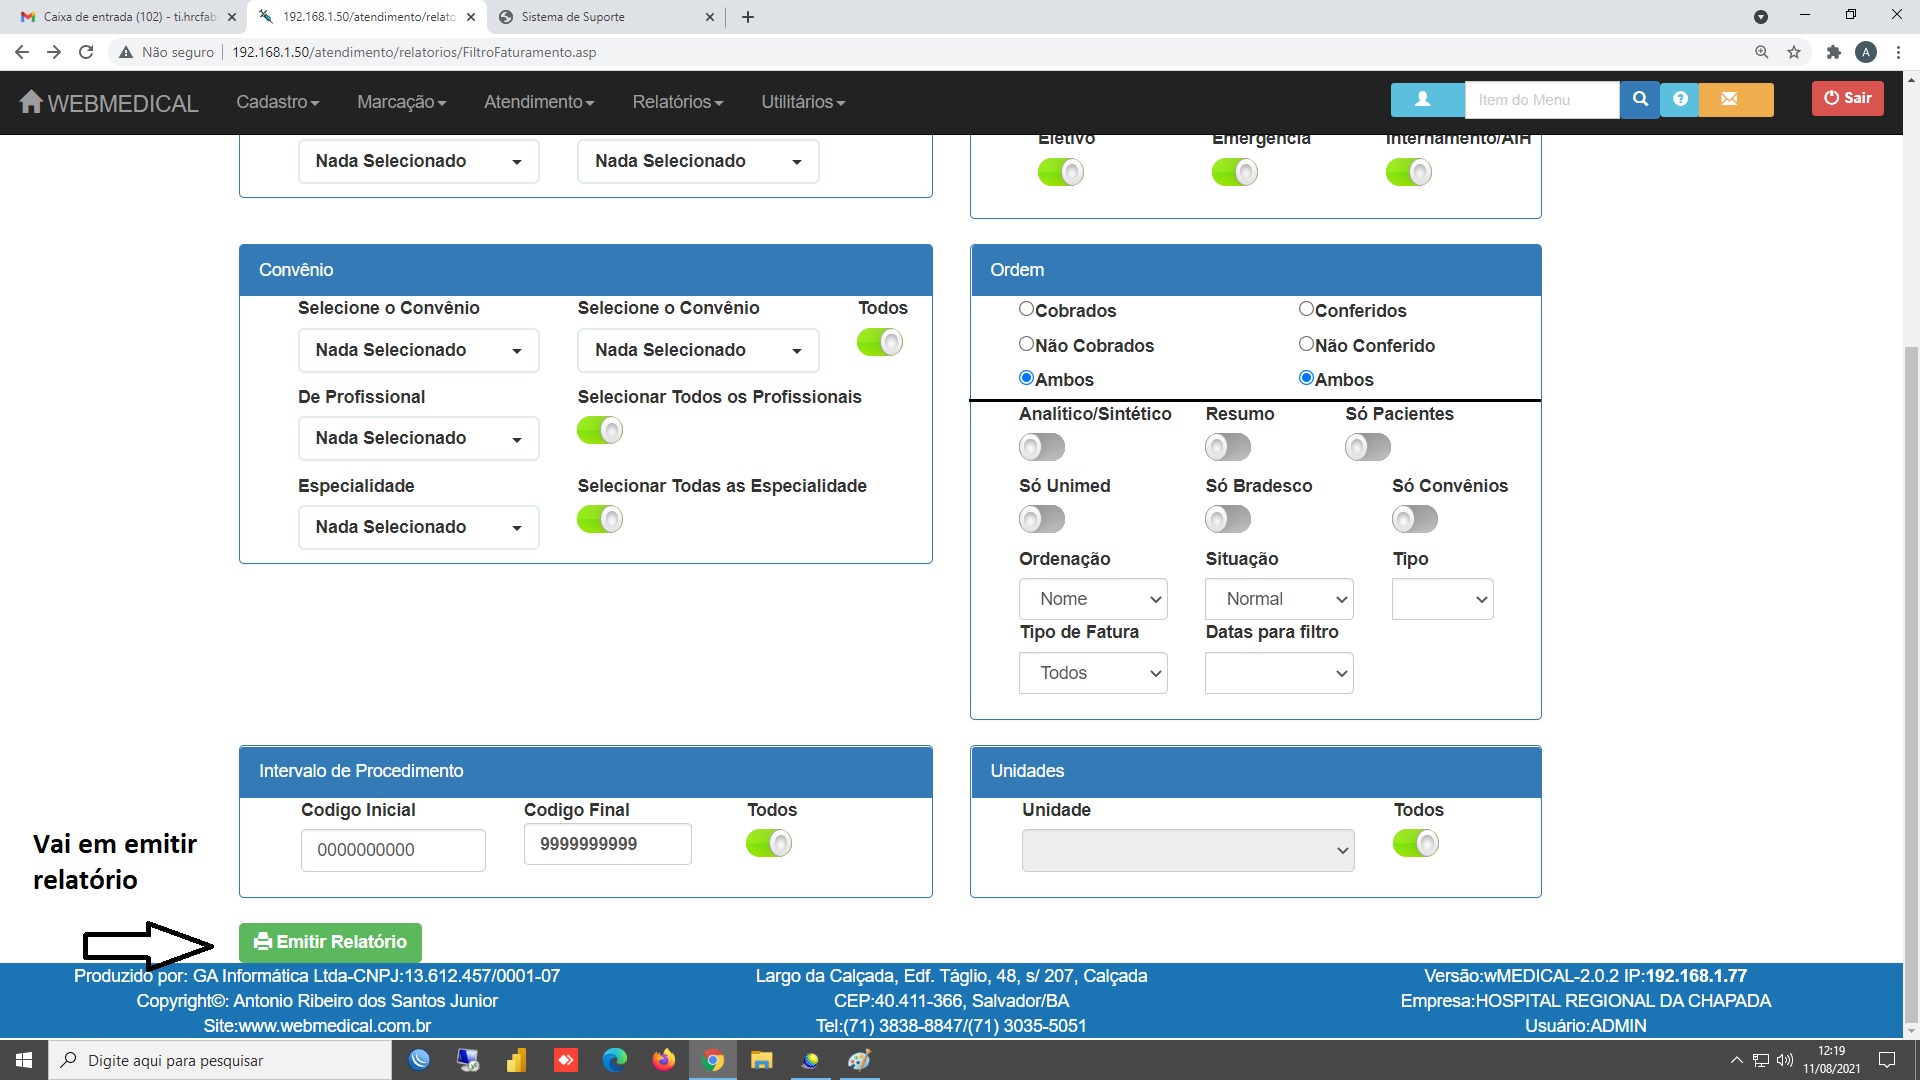 Caixa de entrada (102) - ti.hrcfab
192.168.1.50/atendimento/relato
Sistema de Suporte
Não seguro
192.168.1.50/atendimento/relatorios/FiltroFaturamento.asp
A
WEBMEDICAL
Cadastro
Marcação
Atendimento
Relatórios
Utilitários
Item do Menu
Sair
Nada Selecionado
Nada Selecionado
Eletivo
Emergência
Internamento/AIH
Convênio
Selecione o Convênio
Selecione o Convênio
Todos
Nada Selecionado
Nada Selecionado
De Profissional
Selecionar Todos os Profissionais
Nada Selecionado
Especialidade
Selecionar Todas as Especialidade
Nada Selecionado
Ordem
Cobrados
Conferidos
Não Cobrados
Não Conferido
Ambos
Ambos
Analítico/Sintético
Resumo
Só Pacientes
Só Unimed
Só Bradesco
Só Convênios
Ordenação
Situação
Tipo
Nome
Normal
Tipo de Fatura
Datas para filtro
Todos
Intervalo de Procedimento
Codigo Inicial
Codigo Final
Todos
0000000000
9999999999
Unidades
Unidade
Todos
Vai em emitir
relatório
Emitir Relatório
Produzido por: GA Informática Ltda-CNPJ:13.612.457/0001-07
Copyright©: Antonio Ribeiro dos Santos Junior
Site:www.webmedical.com.br
Largo da Calçada, Edf. Táglio, 48, s/ 207, Calçada
CEP:40.411-366, Salvador/BA
Tel:(71) 3838-8847/(71) 3035-5051
Versão:wMEDICAL-2.0.2 IP:192.168.1.77
Empresa:HOSPITAL REGIONAL DA CHAPADA
Usuário:ADMIN
Digite aqui para pesquisar
12:19
11/08/2021